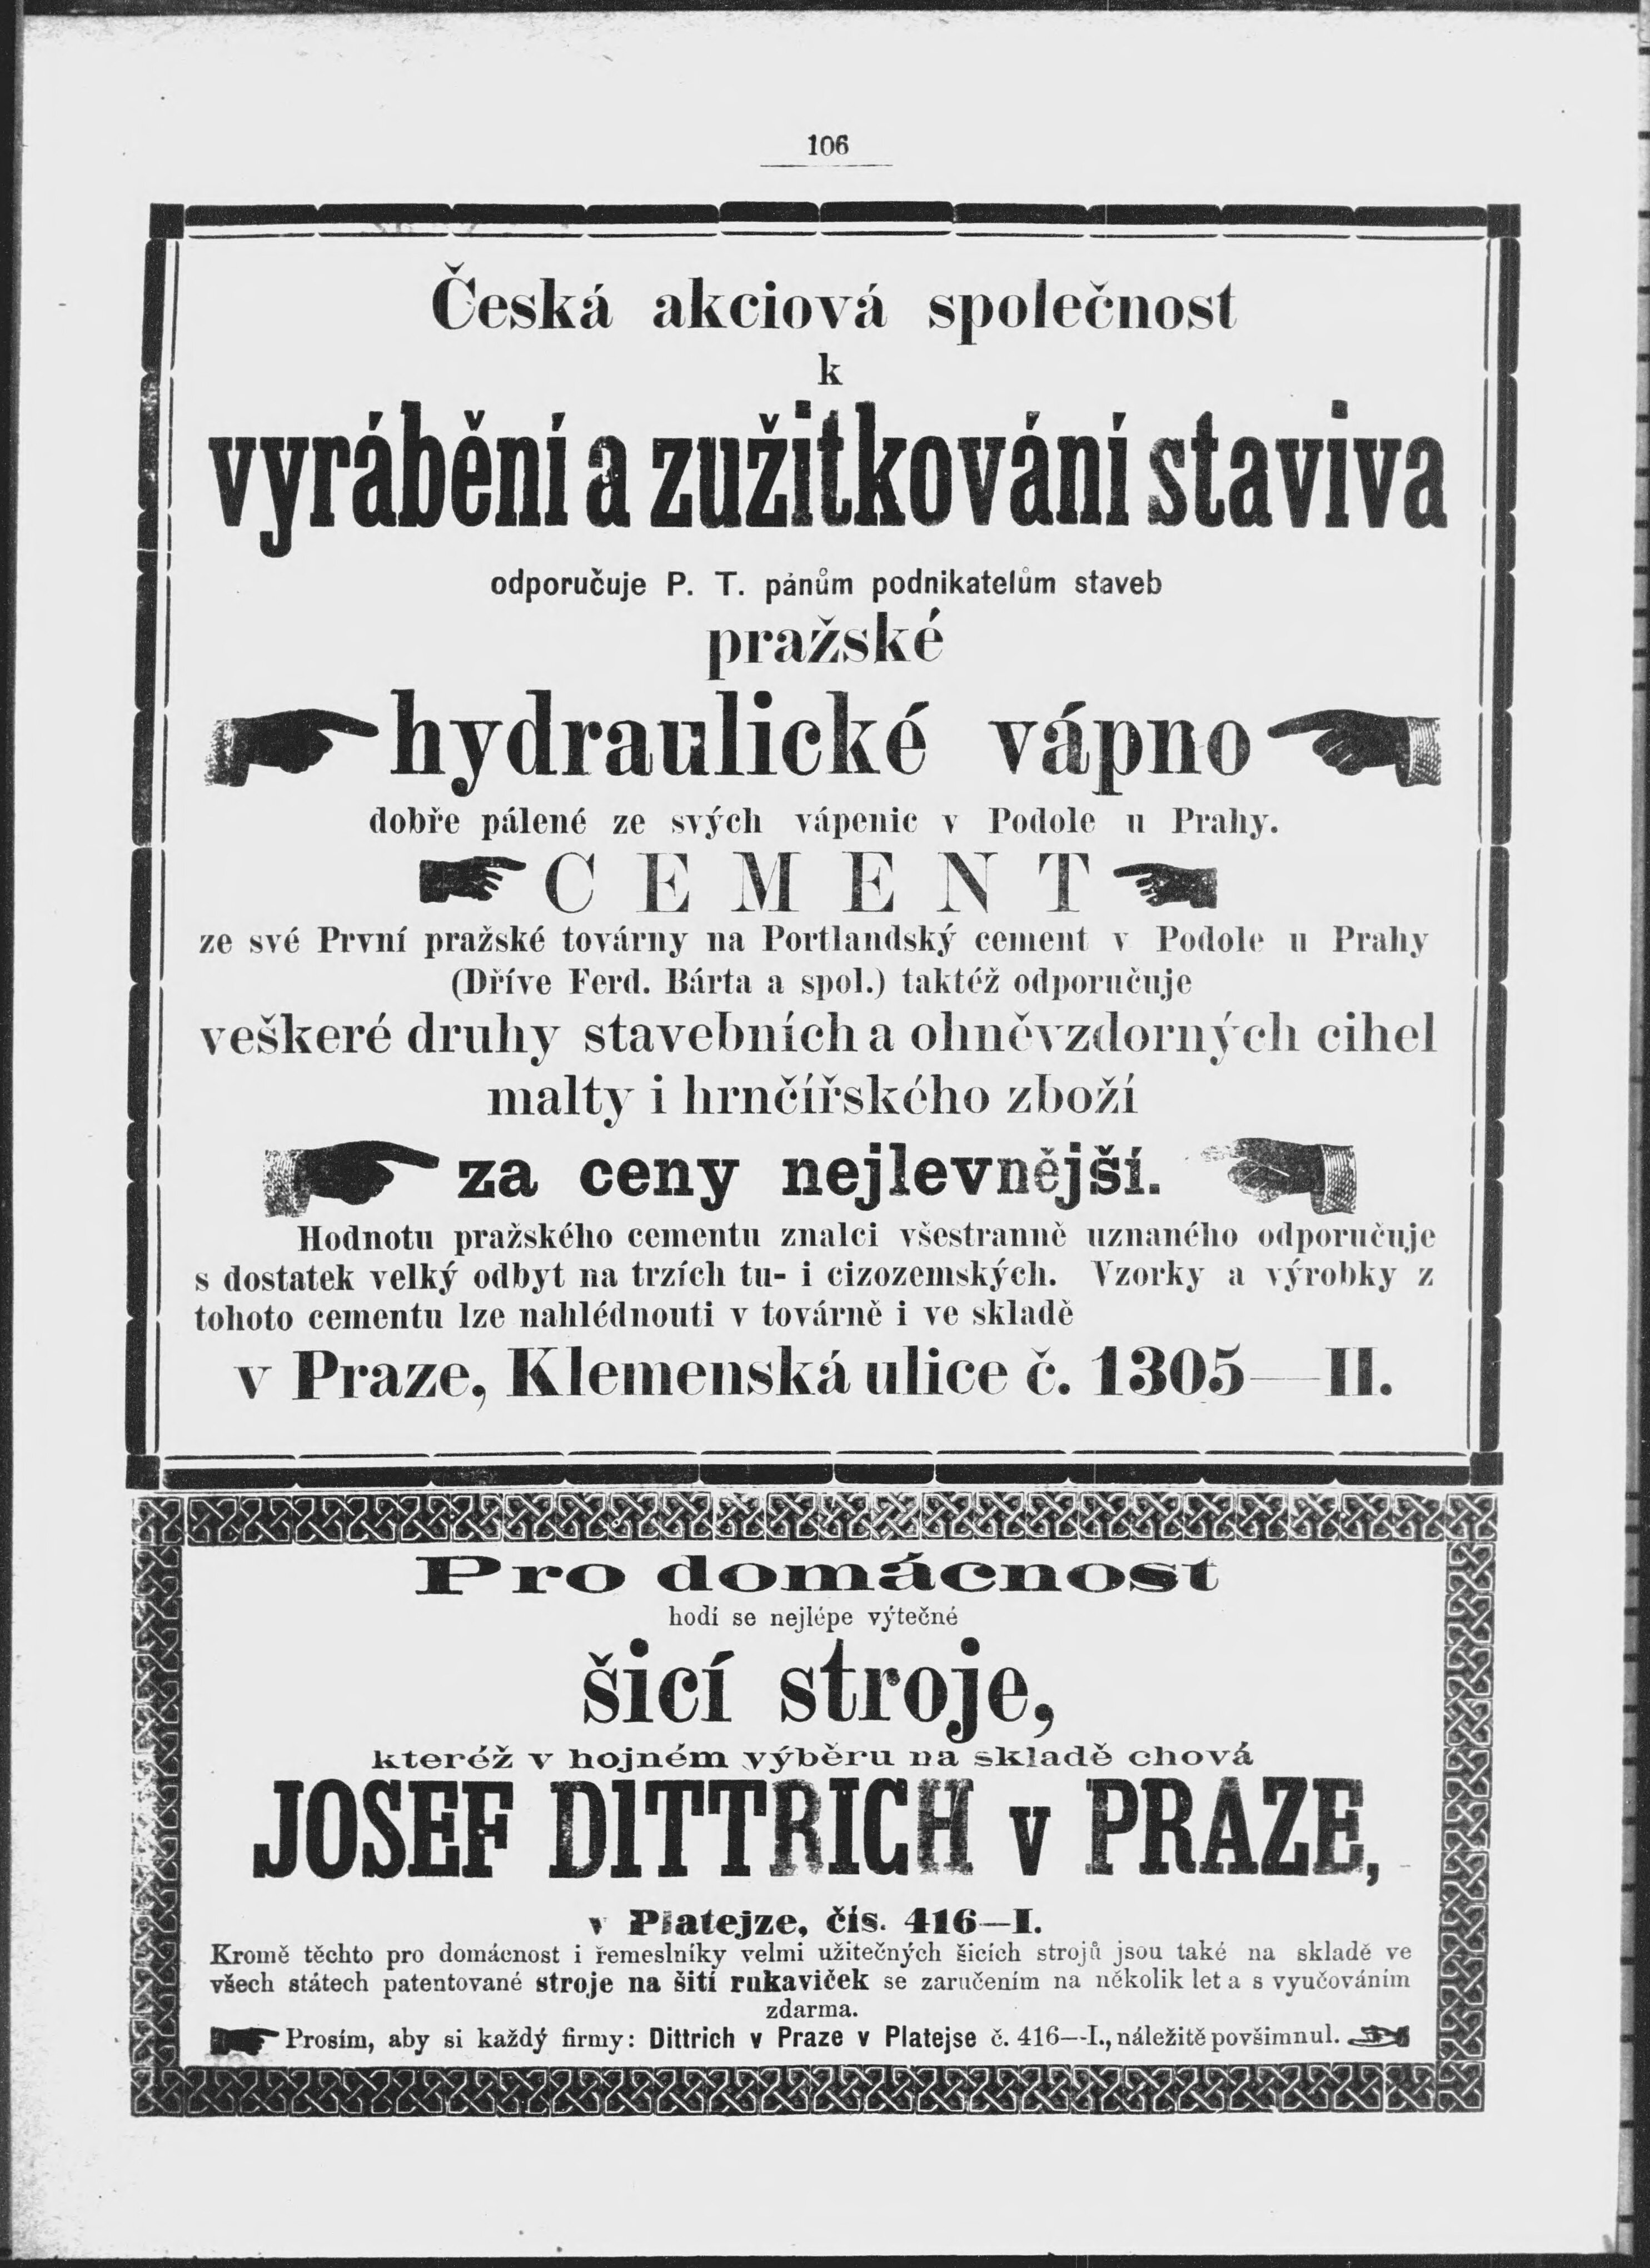 106
Česká akciová společnost
k
vyrábění a zužitkování staviva
odporučuje P. T. pánům podnikatelům staveb
pražské
hydraulické vápno
dobře pálené ze svých vápenic v Podole u Prahy.
CEMENT
ze své První pražské továrny na Portlandský cement v Podole u Prahy
(Dříve Ferd. Bárta a spol.) taktéž odporučuje
veškeré druhy stavebních a ohněvzdorných cihel
malty i hrnčířského zboží
za ceny nejlevnější.
Hodnotu pražského cementu znalci všestranně uznaného odporučuje
s dostatek velký odbyt na trzích tu- i cizozemských. Vzorky a výrobky z
tohoto cementu lze nahlédnouti v továrně i ve skladě
v Praze, Klemenská ulice č. 1305—II.
Pro domácnost
hodí se nejlépe výtečné
šicí stroje,
kteréž v hojném výběru na skladě chová
JOSEF DITTRICH v PRAZE,
v Platejze, čís. 416—I.
Kromě těchto pro domácnost i řemeslníky velmi užitečných šicích strojů jsou také na skladě ve
všech státech patentované stroje na šití rukaviček se zaručením na několik let a s vyučováním
zdarma.
Prosím, aby si každý firmy: Dittrich v Praze v Platejse č. 416—I., náležitě povšimnul.